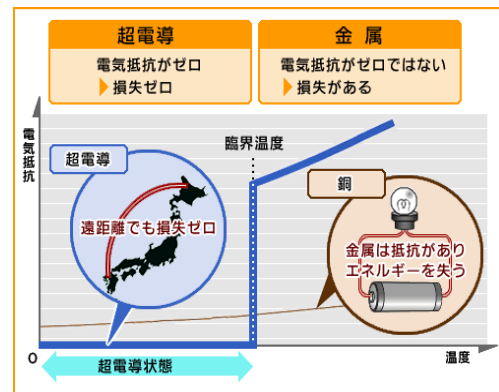 超電導
電気抵抗がゼロ
損失ゼロ
金属
電気抵抗がゼロではない
損失がある
電気抵抗
超電導
遠距離でも損失ゼロ
臨界温度
銅
金属は抵抗があり
エネルギーを失う
O
超電導状態
温度